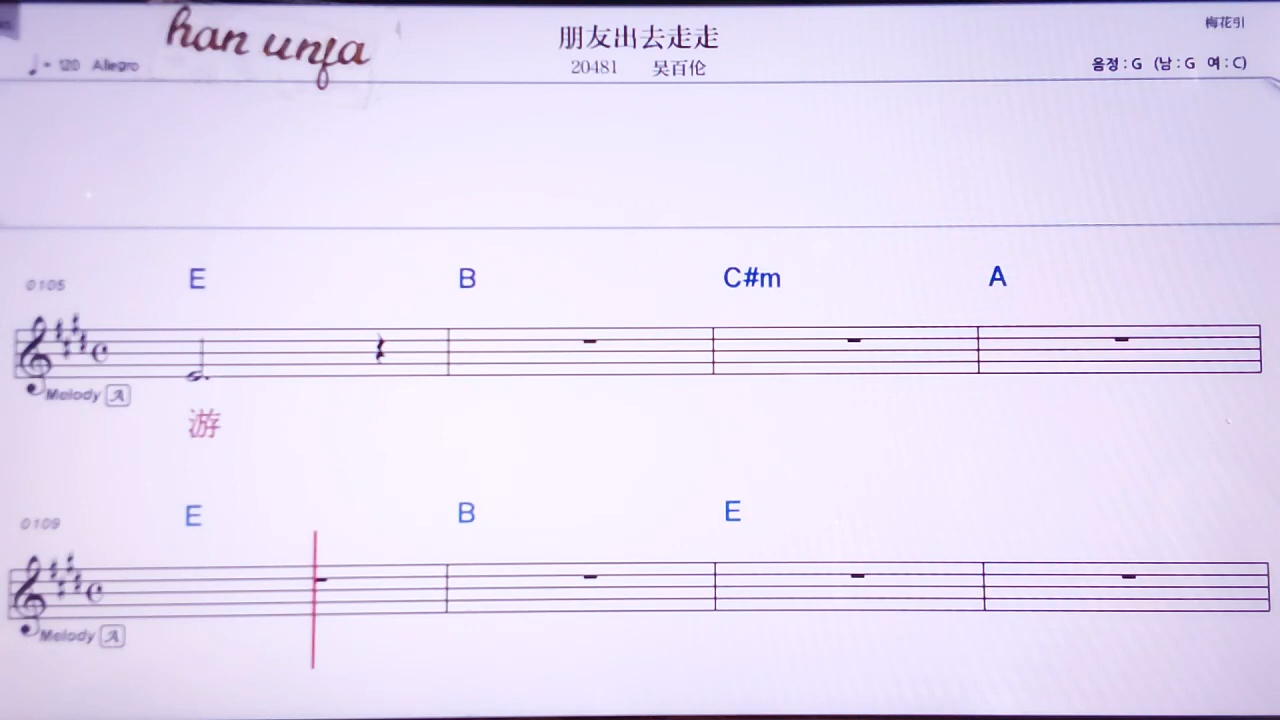 han unfa
朋友出去走走
梅花引
♩ = 120 Allegro
20481 吴百伦
음정 : G (남 : G 여 : C)
0105
E B C#m A
Melody A
游
0109
E B E
Melody A